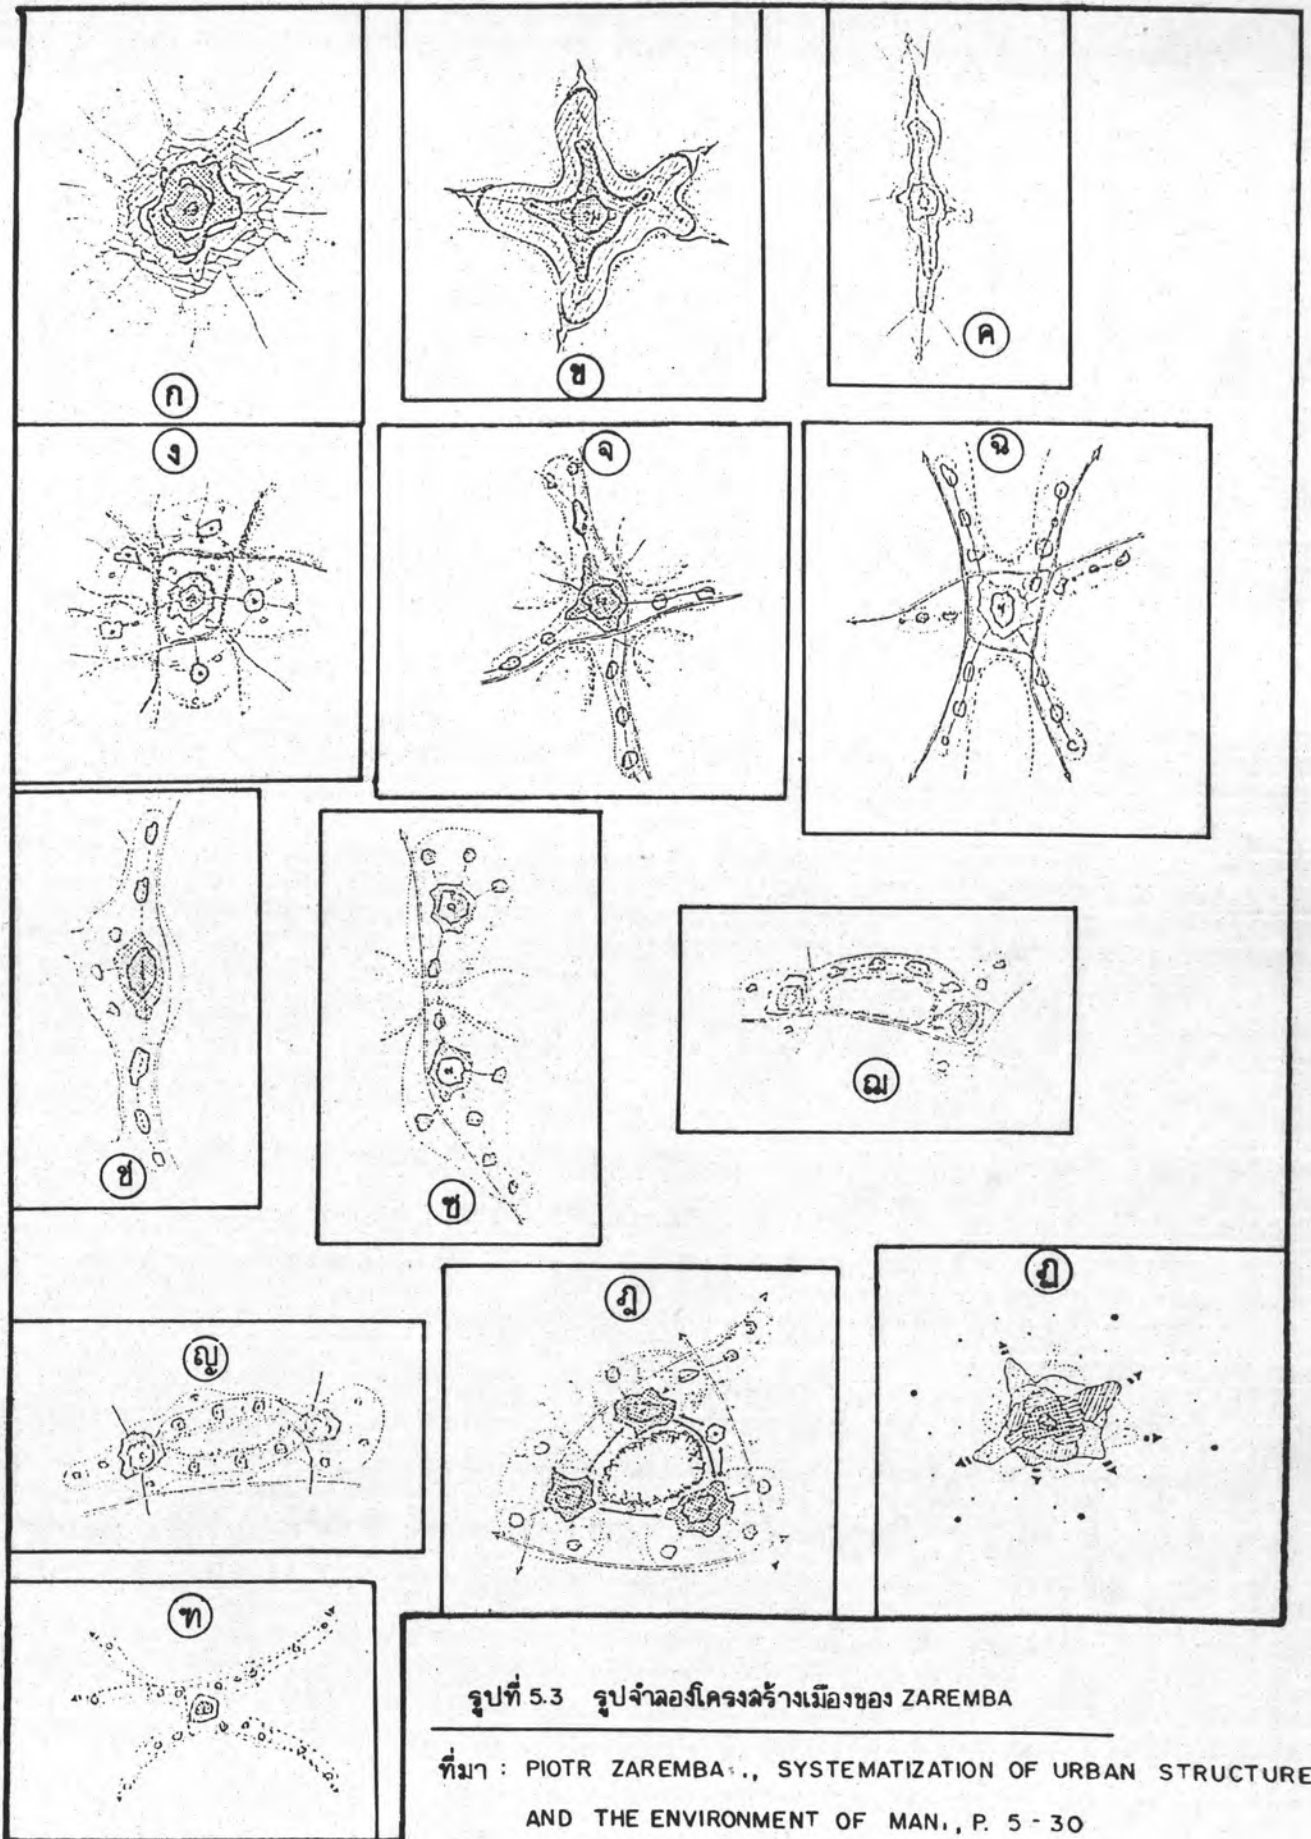 ก
ข
ค
ง
จ
ฉ
ช
ซ
ฌ
ญ
ฎ
ฏ
ฑ
รูปที่ 5.3 รูปจำลองโครงสร้างเมืองของ ZAREMBA
ที่มา : PIOTR ZAREMBA ., SYSTEMATIZATION OF URBAN STRUCTURE
AND THE ENVIRONMENT OF MAN., P. 5 - 30